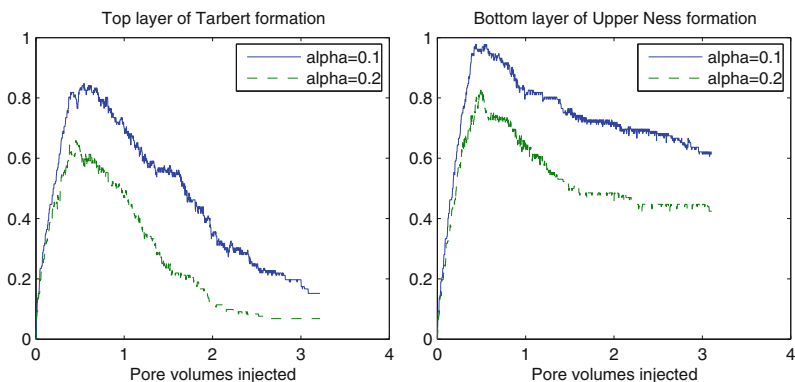 Top layer of Tarbert formation
1
0.8
0.6
0.4
0.2
0
0
1
2
3
4
alpha=0.1
alpha=0.2
Pore volumes injected
Bottom layer of Upper Ness formation
1
0.8
0.6
0.4
0.2
0
0
1
2
3
4
alpha=0.1
alpha=0.2
Pore volumes injected